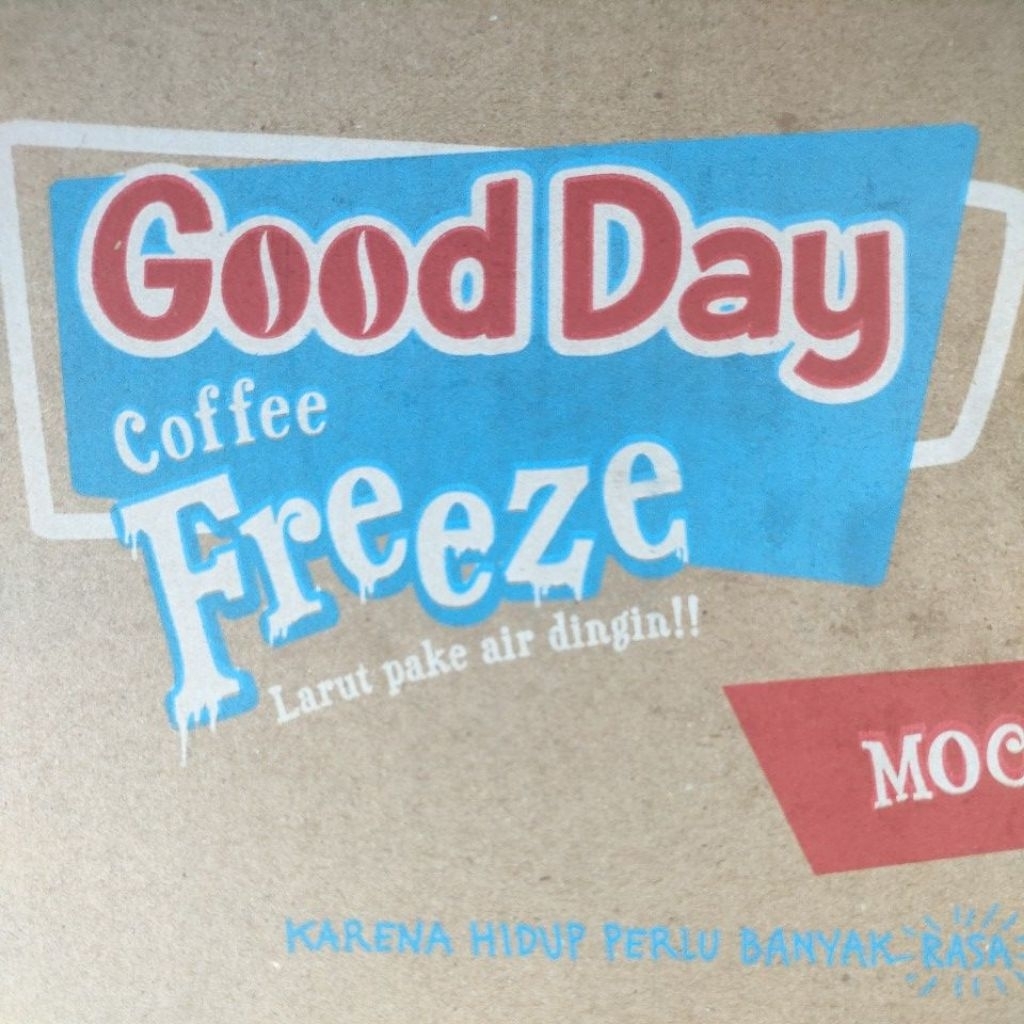 Good Day
Coffee
Freeze
Larut pake air dingin!!
MOC
KARENA HIDUP PERLU BANYAK RASA